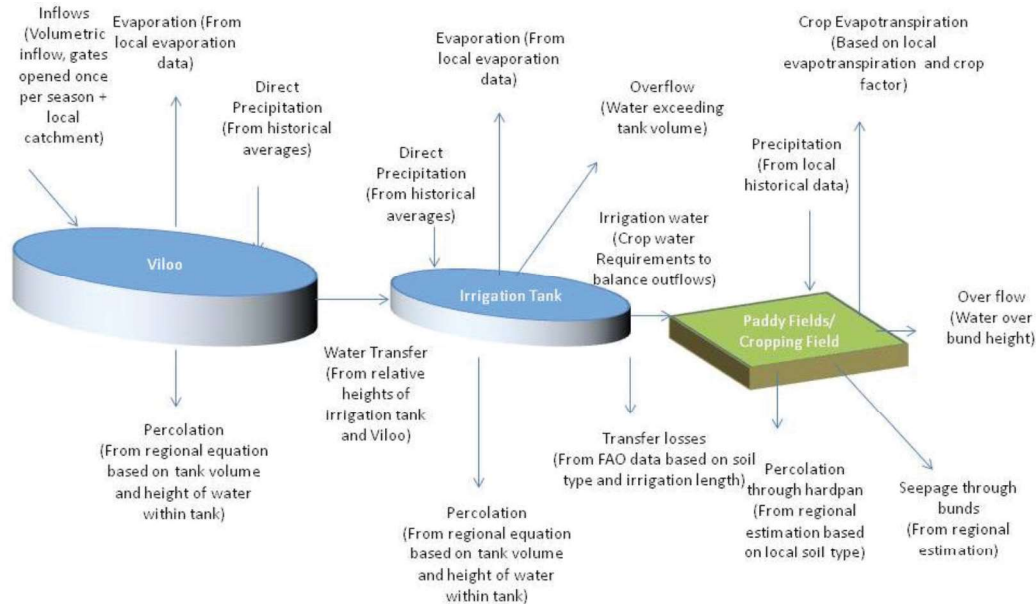 Inflows
(Volumetric
inflow, gates
opened once
per season +
local
catchment)
Evaporation (From
local evaporation
data)
Direct
Precipitation
(From historical
averages)
Viloo
Percolation
(From regional equation
based on tank volume
and height of water
within tank)
Water Transfer
(From relative
heights of
irrigation tank
and Viloo)
Evaporation (From
local evaporation
data)
Direct
Precipitation
(From historical
averages)
Overflow
(Water exceeding
tank volume)
Irrigation Tank
Percolation
(From regional equation
based on tank volume
and height of water
within tank)
Irrigation water
(Crop water
Requirements to
balance outflows)
Transfer losses
(From FAO data based on soil
type and irrigation length)
Crop Evapotranspiration
(Based on local
evapotranspiration and crop
factor)
Precipitation
(From local
historical data)
Paddy Fields/
Cropping Field
Over flow
(Water over
bund height)
Percolation
through hardpan
(From regional
estimation based
on local soil type)
Seepage through
bunds
(From regional
estimation)